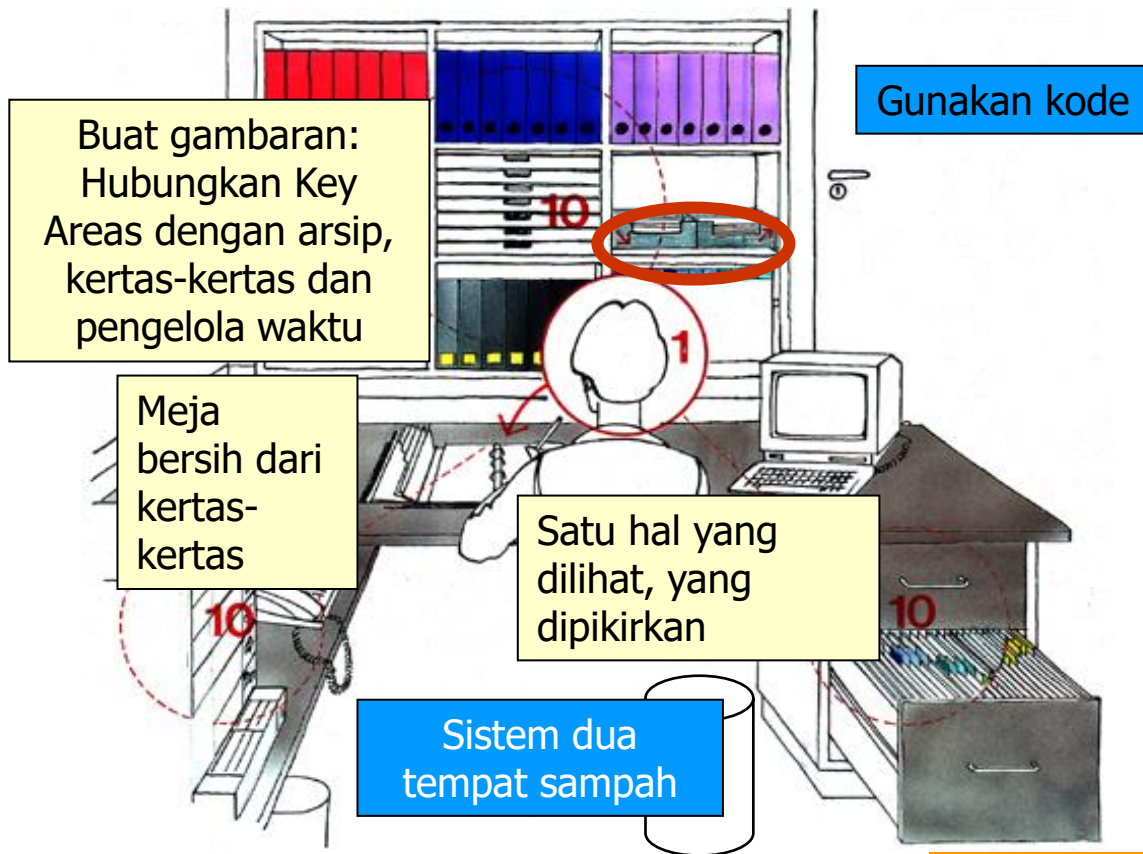 Gunakan kode
Buat gambaran:
Hubungkan Key
Areas dengan arsip,
kertas-kertas dan
pengelola waktu
10
1
Meja
bersih dari
kertas-
kertas
Satu hal yang
dilihat, yang
dipikirkan
10
10
Sistem dua
tempat sampah